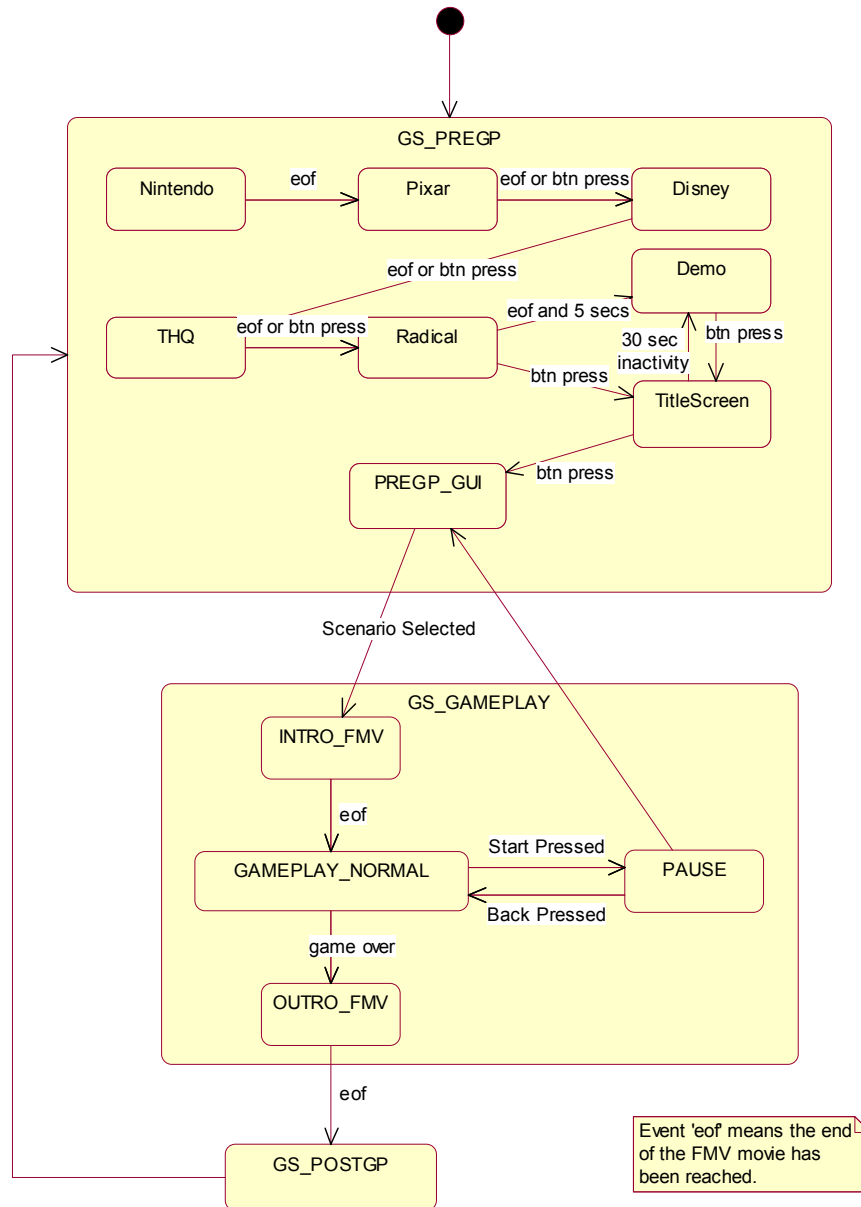 GS_PREGP
Nintendo
eof
Pixar
eof or btn press
Disney
eof or btn press
Demo
THQ
eof or btn press
Radical
eof and 5 secs
30 sec
inactivity
btn press
btn press
TitleScreen
btn press
PREGP_GUI
Scenario Selected
GS_GAMEPLAY
INTRO_FMV
eof
GAMEPLAY_NORMAL
Start Pressed
PAUSE
Back Pressed
game over
OUTRO_FMV
eof
GS_POSTGP
Event 'eof' means the end
of the FMV movie has
been reached.